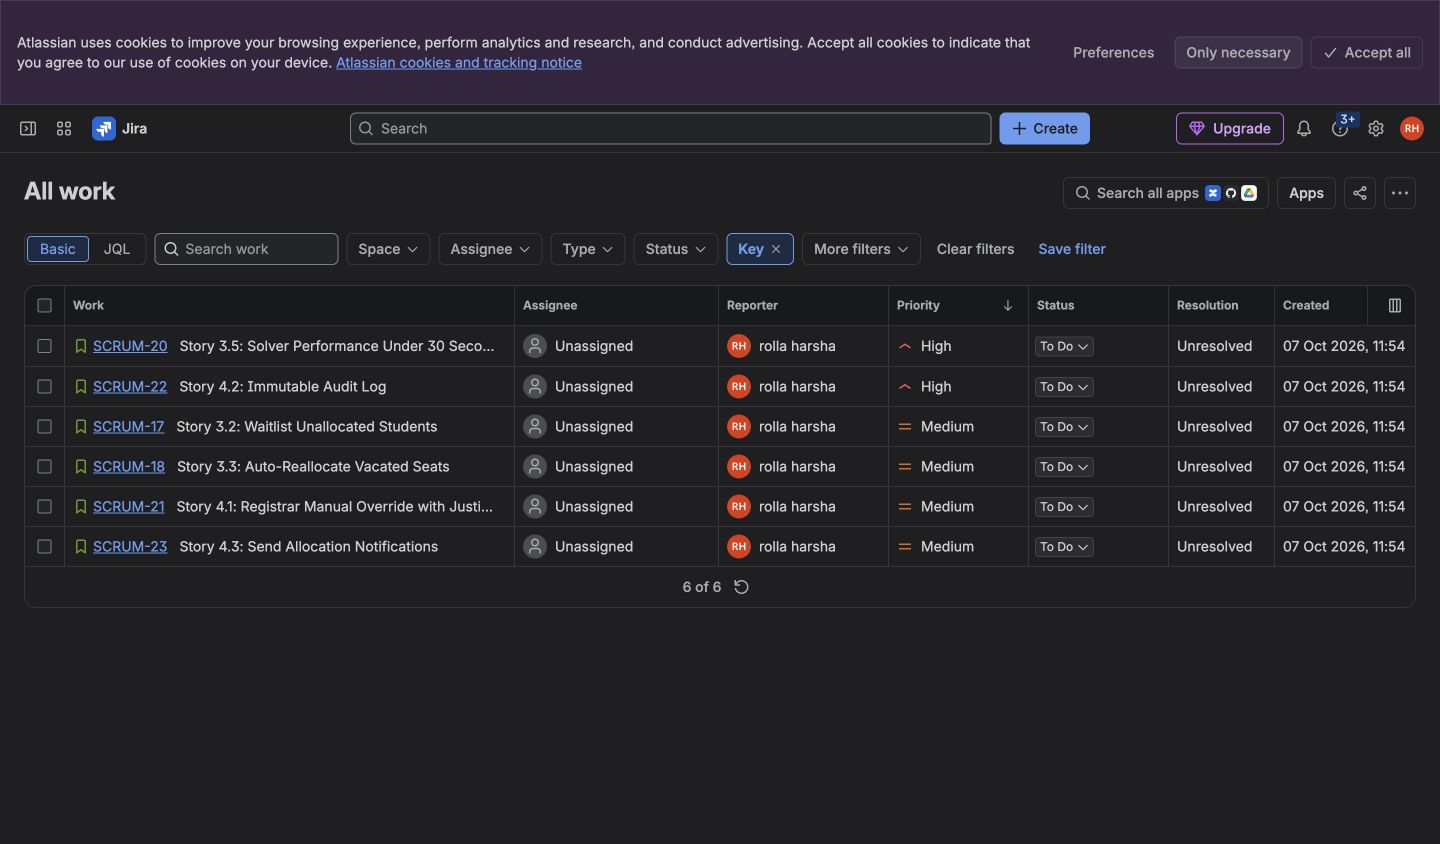 Atlassian uses cookies to improve your browsing experience, perform analytics and research, and conduct advertising. Accept all cookies to indicate that
you agree to our use of cookies on your device. Atlassian cookies and tracking notice
Preferences
Only necessary
Accept all
Jira
Search
Create
Upgrade
3+
RH
All work
Search all apps
Apps
Basic
JQL
Search work
Space
Assignee
Type
Status
Key
More filters
Clear filters
Save filter
Work Assignee Reporter Priority Status Resolution Created
SCRUM-20 Story 3.5: Solver Performance Under 30 Seco... Unassigned RH rolla harsha High To Do Unresolved 07 Oct 2026, 11:54
SCRUM-22 Story 4.2: Immutable Audit Log Unassigned RH rolla harsha High To Do Unresolved 07 Oct 2026, 11:54
SCRUM-17 Story 3.2: Waitlist Unallocated Students Unassigned RH rolla harsha Medium To Do Unresolved 07 Oct 2026, 11:54
SCRUM-18 Story 3.3: Auto-Reallocate Vacated Seats Unassigned RH rolla harsha Medium To Do Unresolved 07 Oct 2026, 11:54
SCRUM-21 Story 4.1: Registrar Manual Override with Justi... Unassigned RH rolla harsha Medium To Do Unresolved 07 Oct 2026, 11:54
SCRUM-23 Story 4.3: Send Allocation Notifications Unassigned RH rolla harsha Medium To Do Unresolved 07 Oct 2026, 11:54
6 of 6